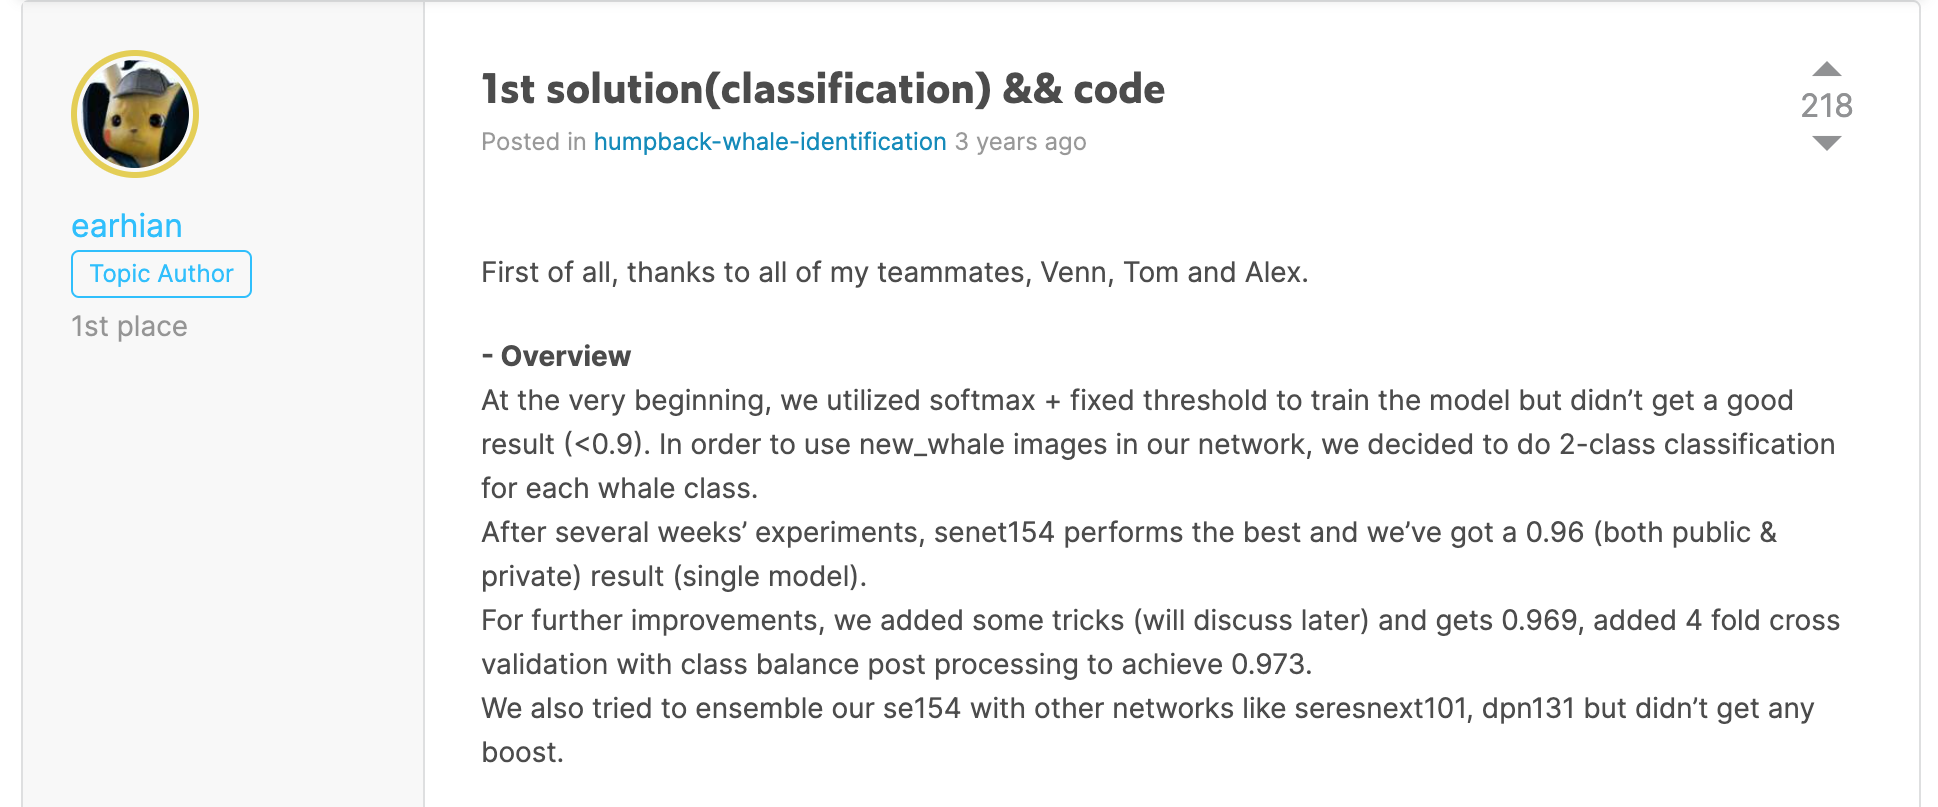 1st solution(classification) && code
218
Posted in humpback-whale-identification 3 years ago
earhian
Topic Author
1st place
First of all, thanks to all of my teammates, Venn, Tom and Alex.
- Overview
At the very beginning, we utilized softmax + fixed threshold to train the model but didn’t get a good
result (<0.9). In order to use new_whale images in our network, we decided to do 2-class classification
for each whale class.
After several weeks’ experiments, senet154 performs the best and we’ve got a 0.96 (both public &
private) result (single model).
For further improvements, we added some tricks (will discuss later) and gets 0.969, added 4 fold cross
validation with class balance post processing to achieve 0.973.
We also tried to ensemble our se154 with other networks like seresnext101, dpn131 but didn’t get any
boost.